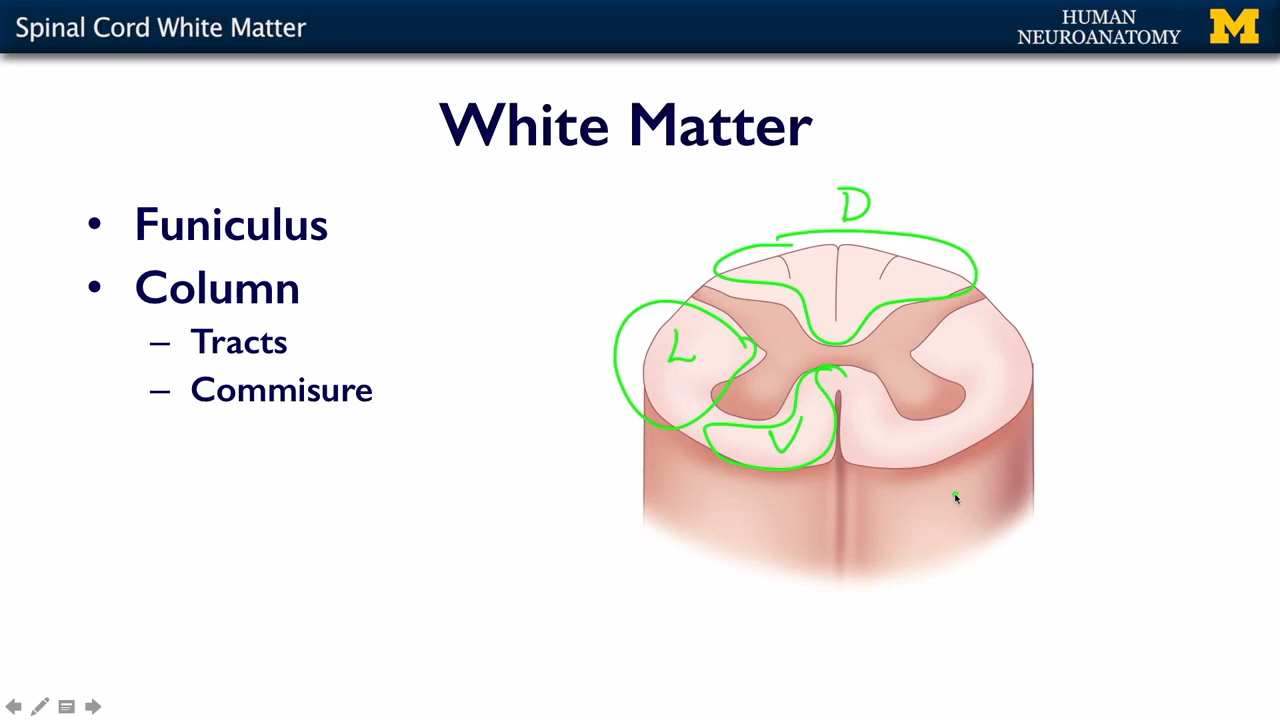 Spinal Cord White Matter
HUMAN
NEUROANATOMY
M
White Matter
• Funiculus
• Column
– Tracts
– Commisure
D
L
V